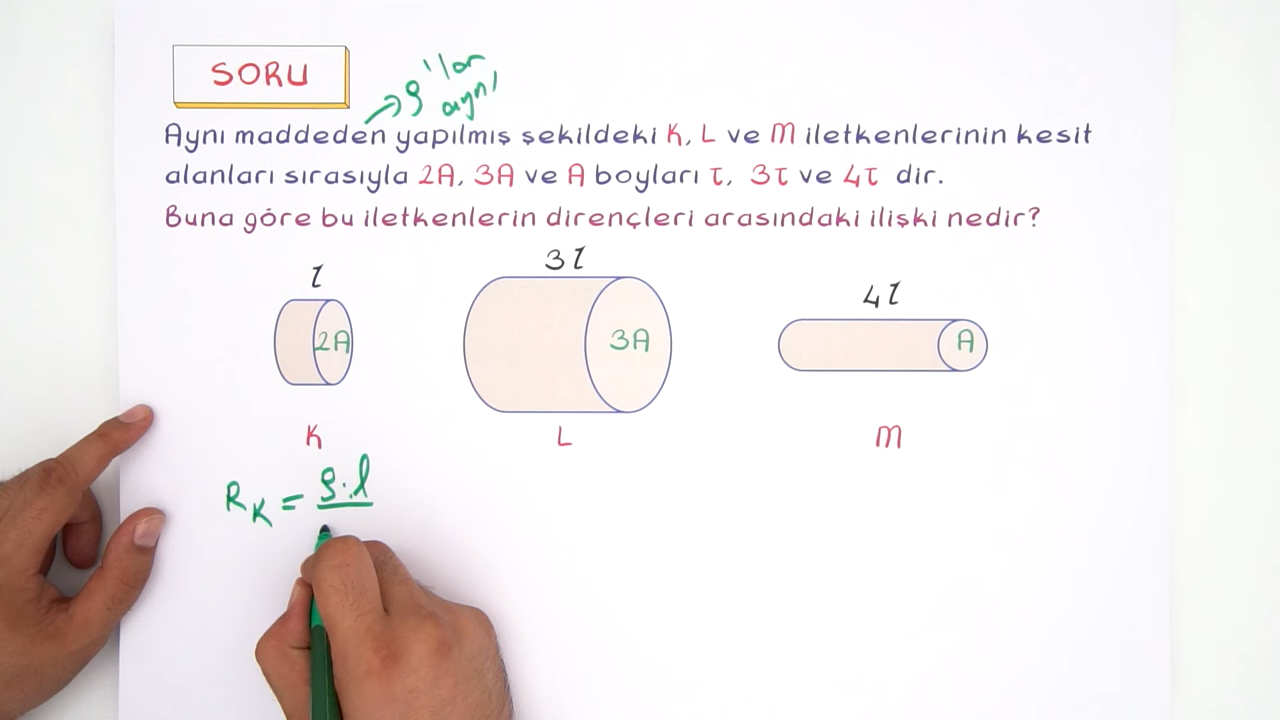 SORU
→ ρ'lar
aynı
Aynı maddeden yapılmış şekildeki K, L ve M iletkenlerinin kesit
alanları sırasıyla 2A, 3A ve A boyları l, 3l ve 4l dir.
Buna göre bu iletkenlerin dirençleri arasındaki ilişki nedir?
l
3l
4l
2A
3A
A
K
L
M
R_K = ρ.l